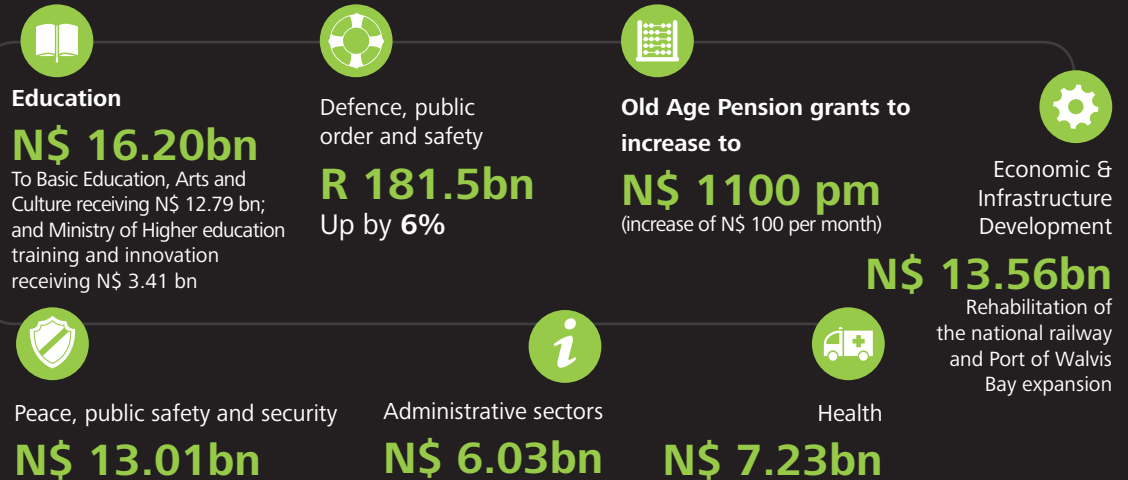 Education
N$ 16.20bn
To Basic Education, Arts and
Culture receiving N$ 12.79 bn;
and Ministry of Higher education
training and innovation
receiving N$ 3.41 bn
Defence, public
order and safety
R 181.5bn
Up by 6%
Old Age Pension grants to
increase to
N$ 1100 pm
(increase of N$ 100 per month)
Economic &
Infrastructure
Development
N$ 13.56bn
Rehabilitation of
the national railway
and Port of Walvis
Bay expansion
Peace, public safety and security
N$ 13.01bn
i
Administrative sectors
N$ 6.03bn
Health
N$ 7.23bn